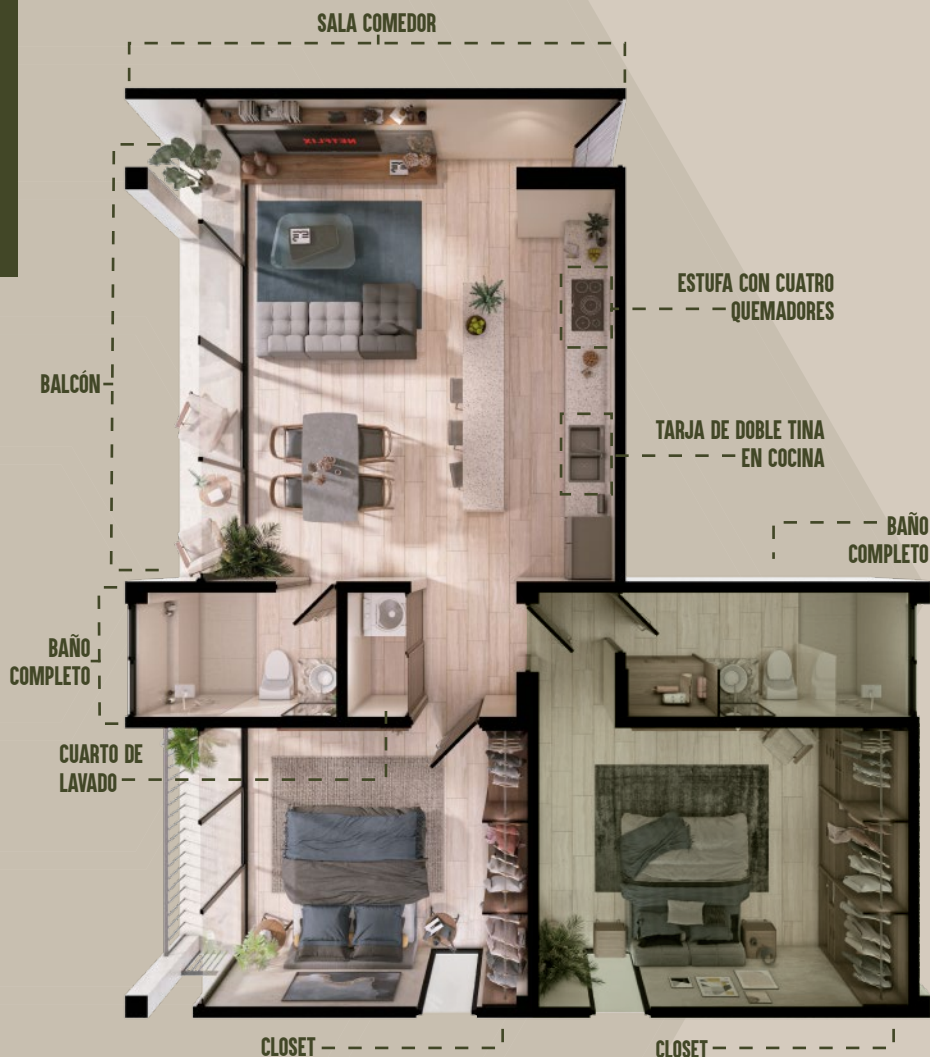 SALA COMEDOR
NETFLIX
ESTUFA CON CUATRO
QUEMADORES
BALCÓN
TARJA DE DOBLE TINA
EN COCINA
BAÑO
COMPLETO
BAÑO
COMPLETO
CUARTO DE
LAVADO
CLOSET
CLOSET